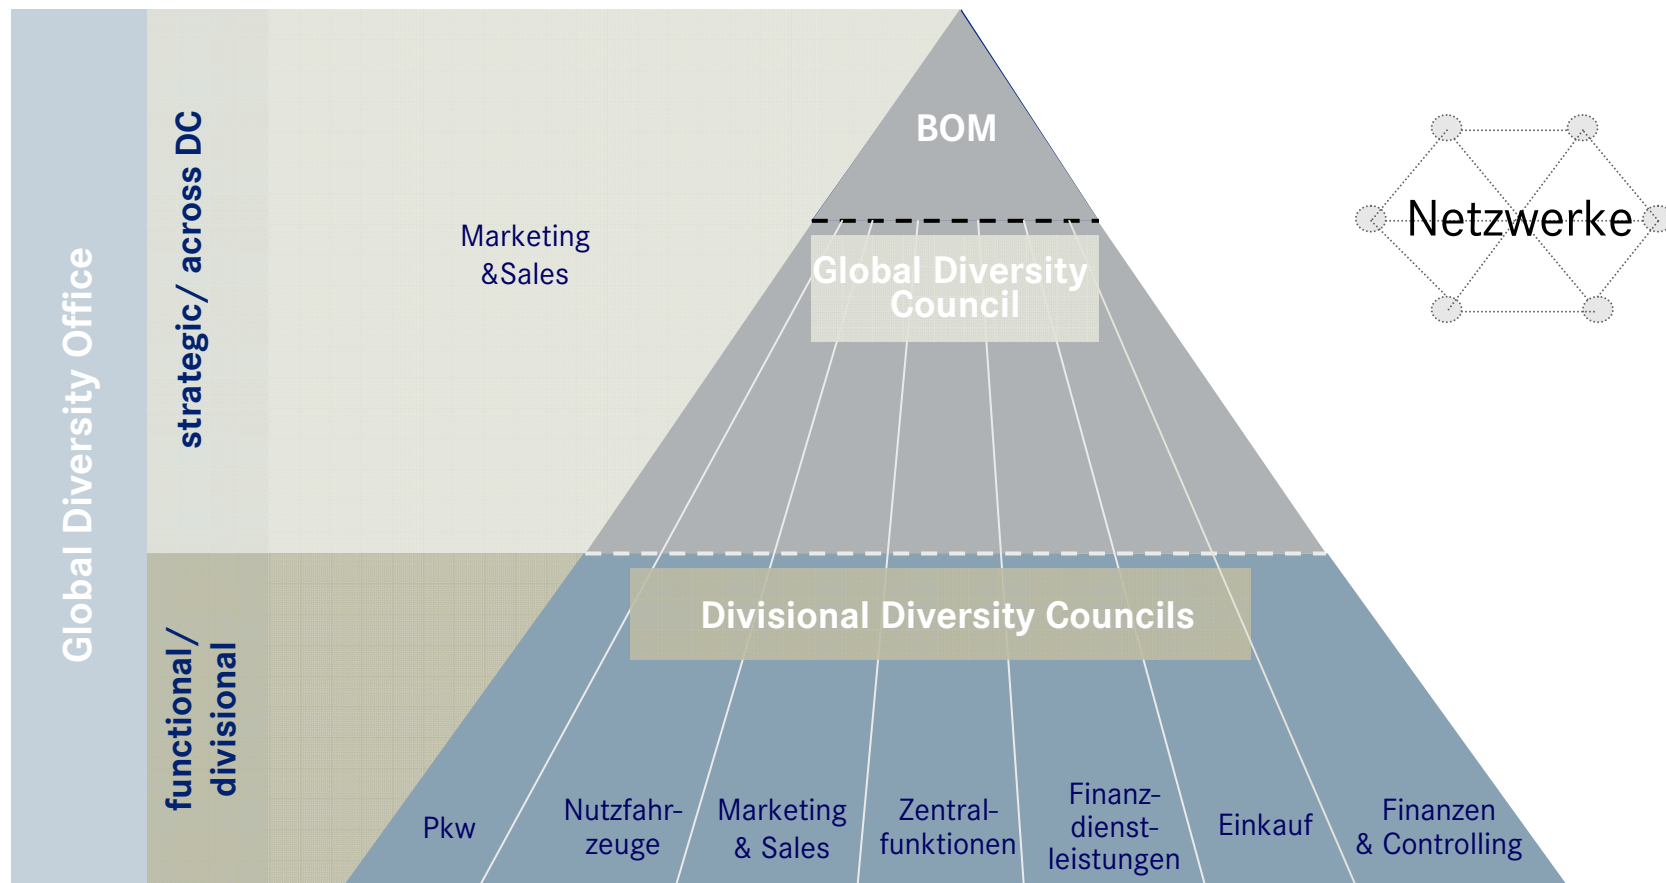 Global Diversity Office
strategic/ across DC
functional/
divisional
Marketing
&Sales
BOM
Global Diversity
Council
Netzwerke
Divisional Diversity Councils
Pkw
Nutzfahr-
zeuge
Marketing
& Sales
Zentral-
funktionen
Finanz-
dienst-
leistungen
Einkauf
Finanzen
& Controlling